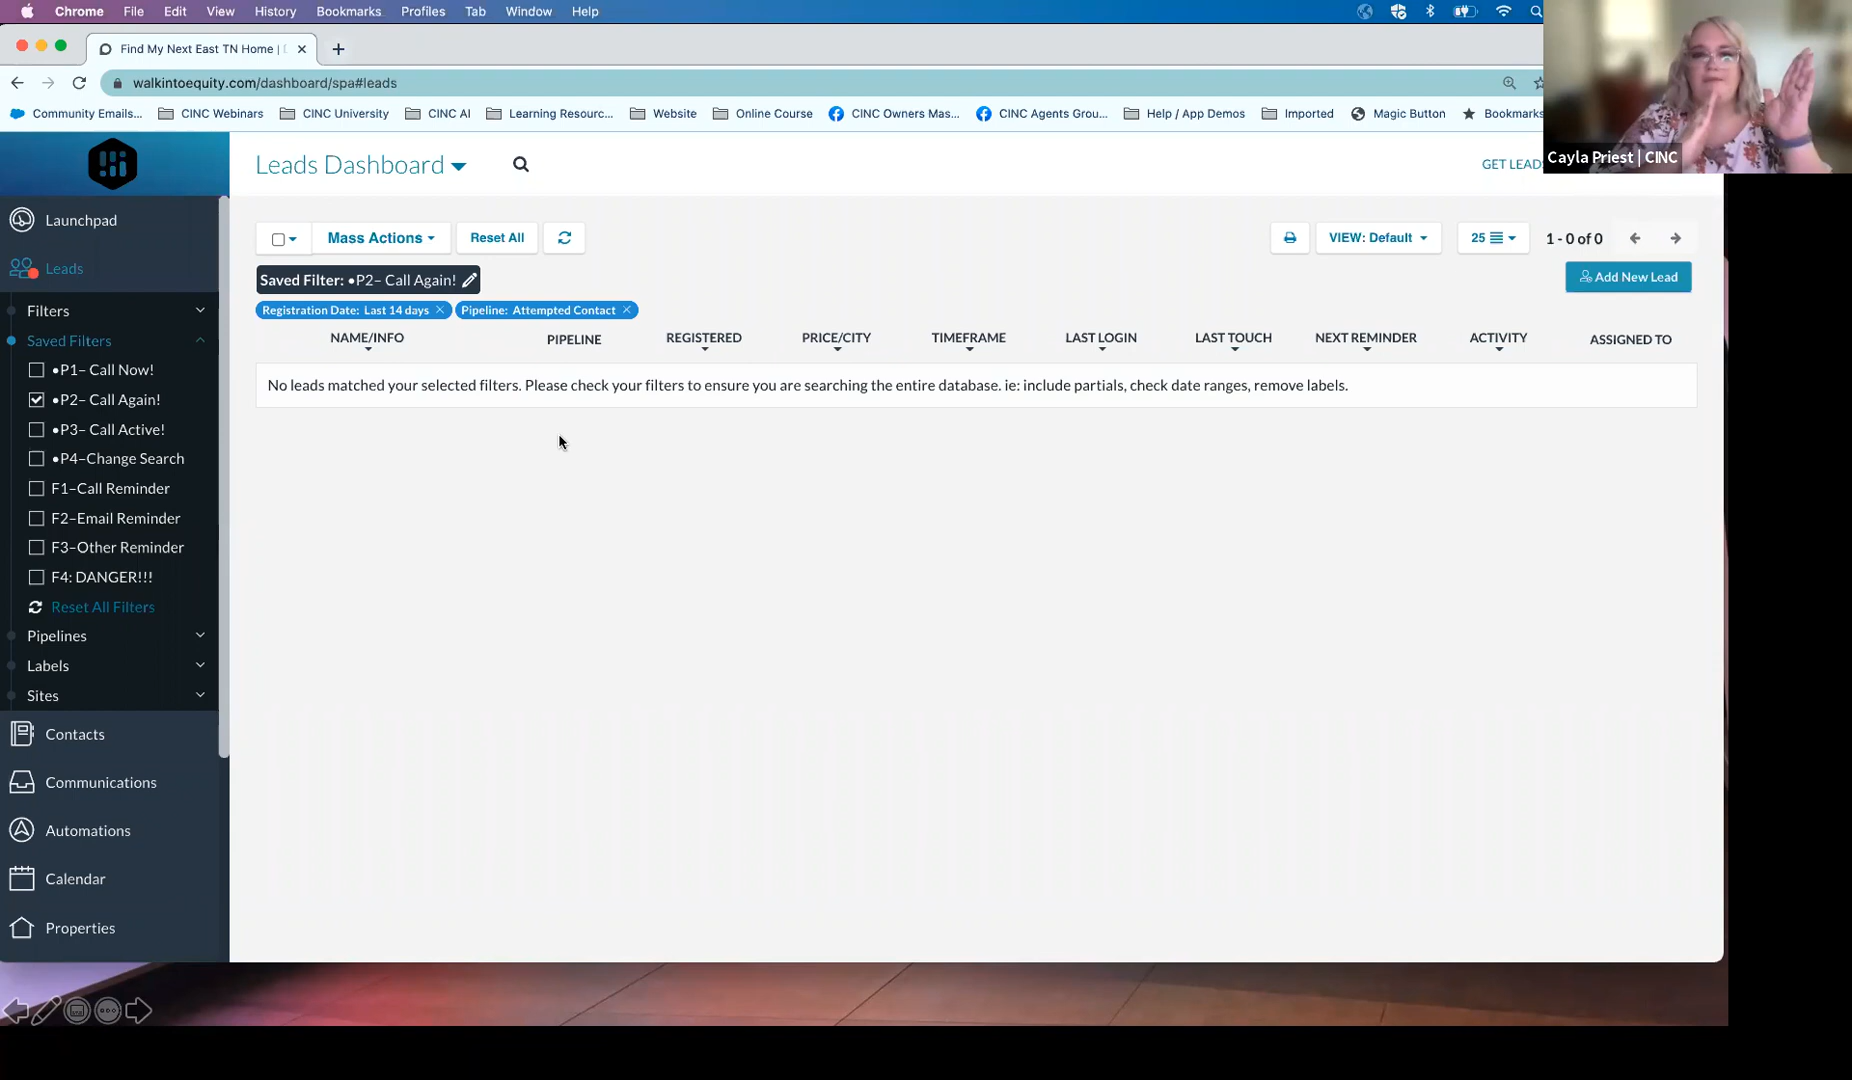 Chrome File Edit View History Bookmarks Profiles Tab Window Help
Find My Next East TN Home |
walkintoequity.com/dashboard/spa#leads
Community Emails... CINC Webinars CINC University CINC AI Learning Resourc... Website Online Course CINC Owners Mas... CINC Agents Grou... Help / App Demos Imported Magic Button Bookmarks
Cayla Priest | CINC
Leads Dashboard
GET LEAD
Launchpad
Leads
Filters
Saved Filters
•P1– Call Now!
•P2– Call Again!
•P3– Call Active!
•P4–Change Search
F1–Call Reminder
F2–Email Reminder
F3–Other Reminder
F4: DANGER!!!
Reset All Filters
Pipelines
Labels
Sites
Contacts
Communications
Automations
Calendar
Properties
Mass Actions Reset All VIEW: Default 25 1 - 0 of 0
Saved Filter: •P2– Call Again!
Add New Lead
Registration Date: Last 14 days Pipeline: Attempted Contact
NAME/INFO PIPELINE REGISTERED PRICE/CITY TIMEFRAME LAST LOGIN LAST TOUCH NEXT REMINDER ACTIVITY ASSIGNED TO
No leads matched your selected filters. Please check your filters to ensure you are searching the entire database. ie: include partials, check date ranges, remove labels.